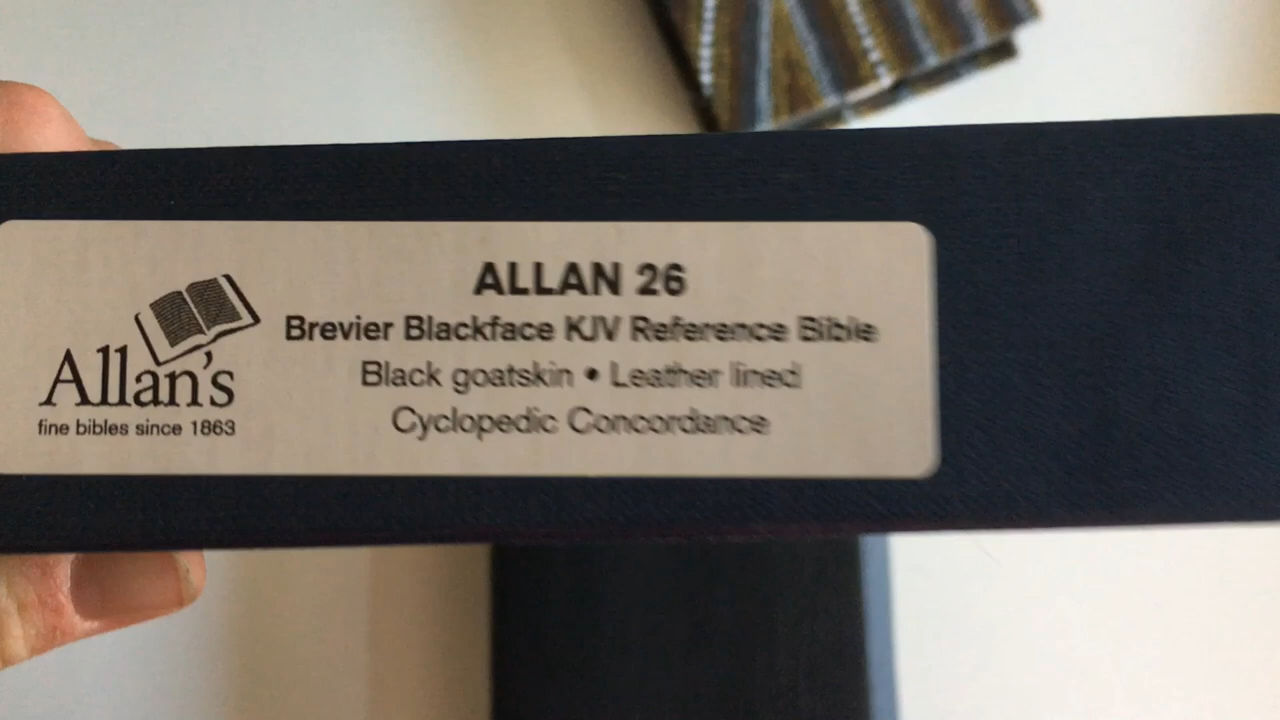 Allan's
fine bibles since 1863
ALLAN 26
Brevier Blackface KJV Reference Bible
Black goatskin • Leather lined
Cyclopedic Concordance